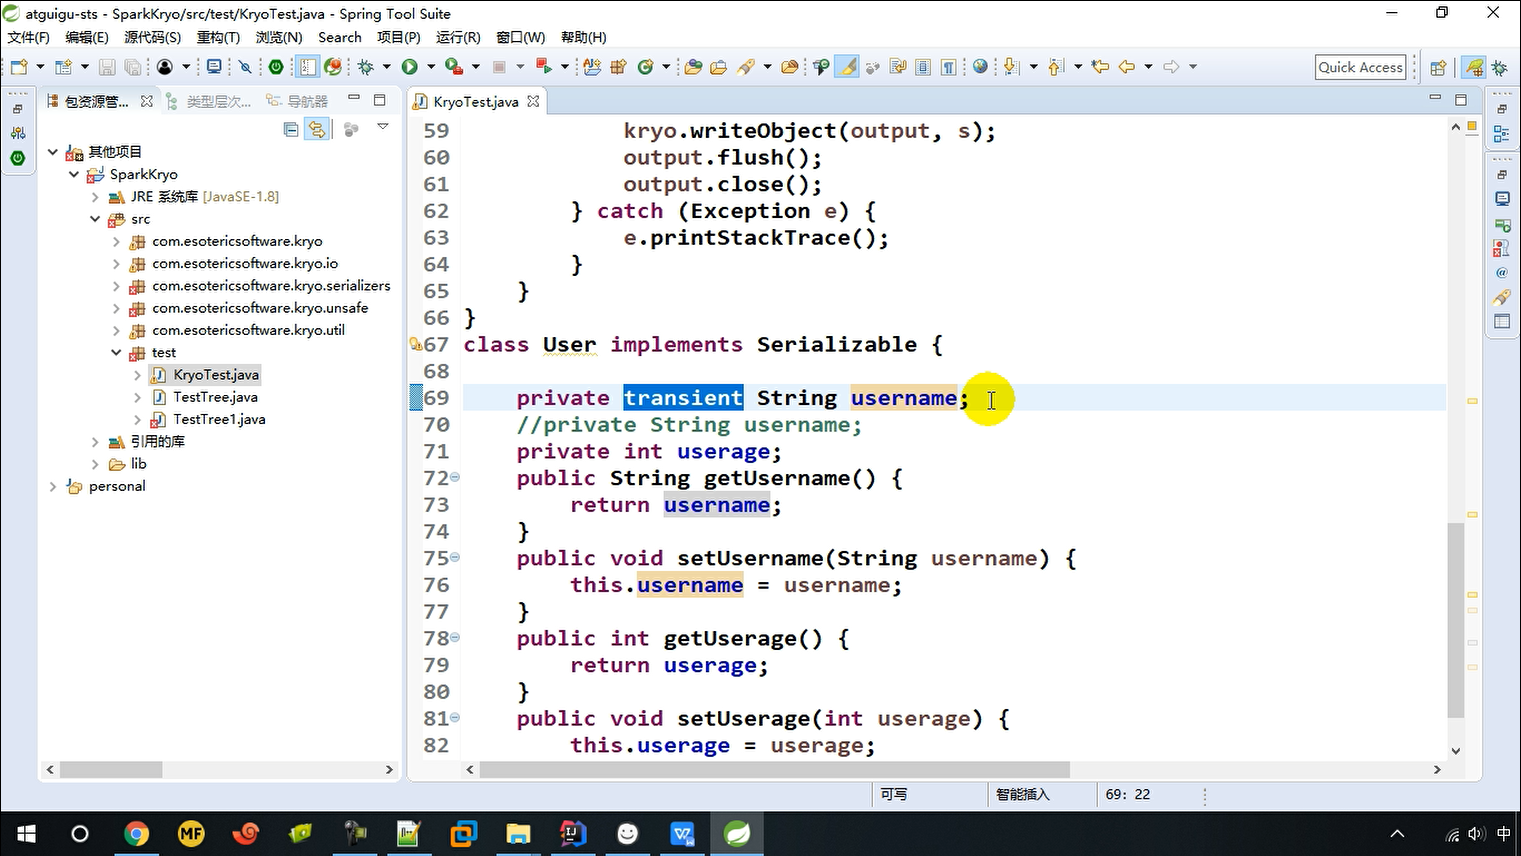 atguigu-sts - SparkKryo/src/test/KryoTest.java - Spring Tool Suite
文件(F) 编辑(E) 源代码(S) 重构(T) 浏览(N) Search 项目(P) 运行(R) 窗口(W) 帮助(H)
Quick Access
包资源管... 类型层次... 导航器
其他项目
SparkKryo
JRE 系统库 [JavaSE-1.8]
src
com.esotericsoftware.kryo
com.esotericsoftware.kryo.io
com.esotericsoftware.kryo.serializers
com.esotericsoftware.kryo.unsafe
com.esotericsoftware.kryo.util
test
KryoTest.java
TestTree.java
TestTree1.java
引用的库
lib
personal
KryoTest.java
59 kryo.writeObject(output, s);
60 output.flush();
61 output.close();
62 } catch (Exception e) {
63 e.printStackTrace();
64 }
65 }
66 }
67 class User implements Serializable {
68
69 private transient String username;
70 //private String username;
71 private int userage;
72 public String getUsername() {
73 return username;
74 }
75 public void setUsername(String username) {
76 this.username = username;
77 }
78 public int getUserage() {
79 return userage;
80 }
81 public void setUserage(int userage) {
82 this.userage = userage;
可写 智能插入 69: 22
MF
中